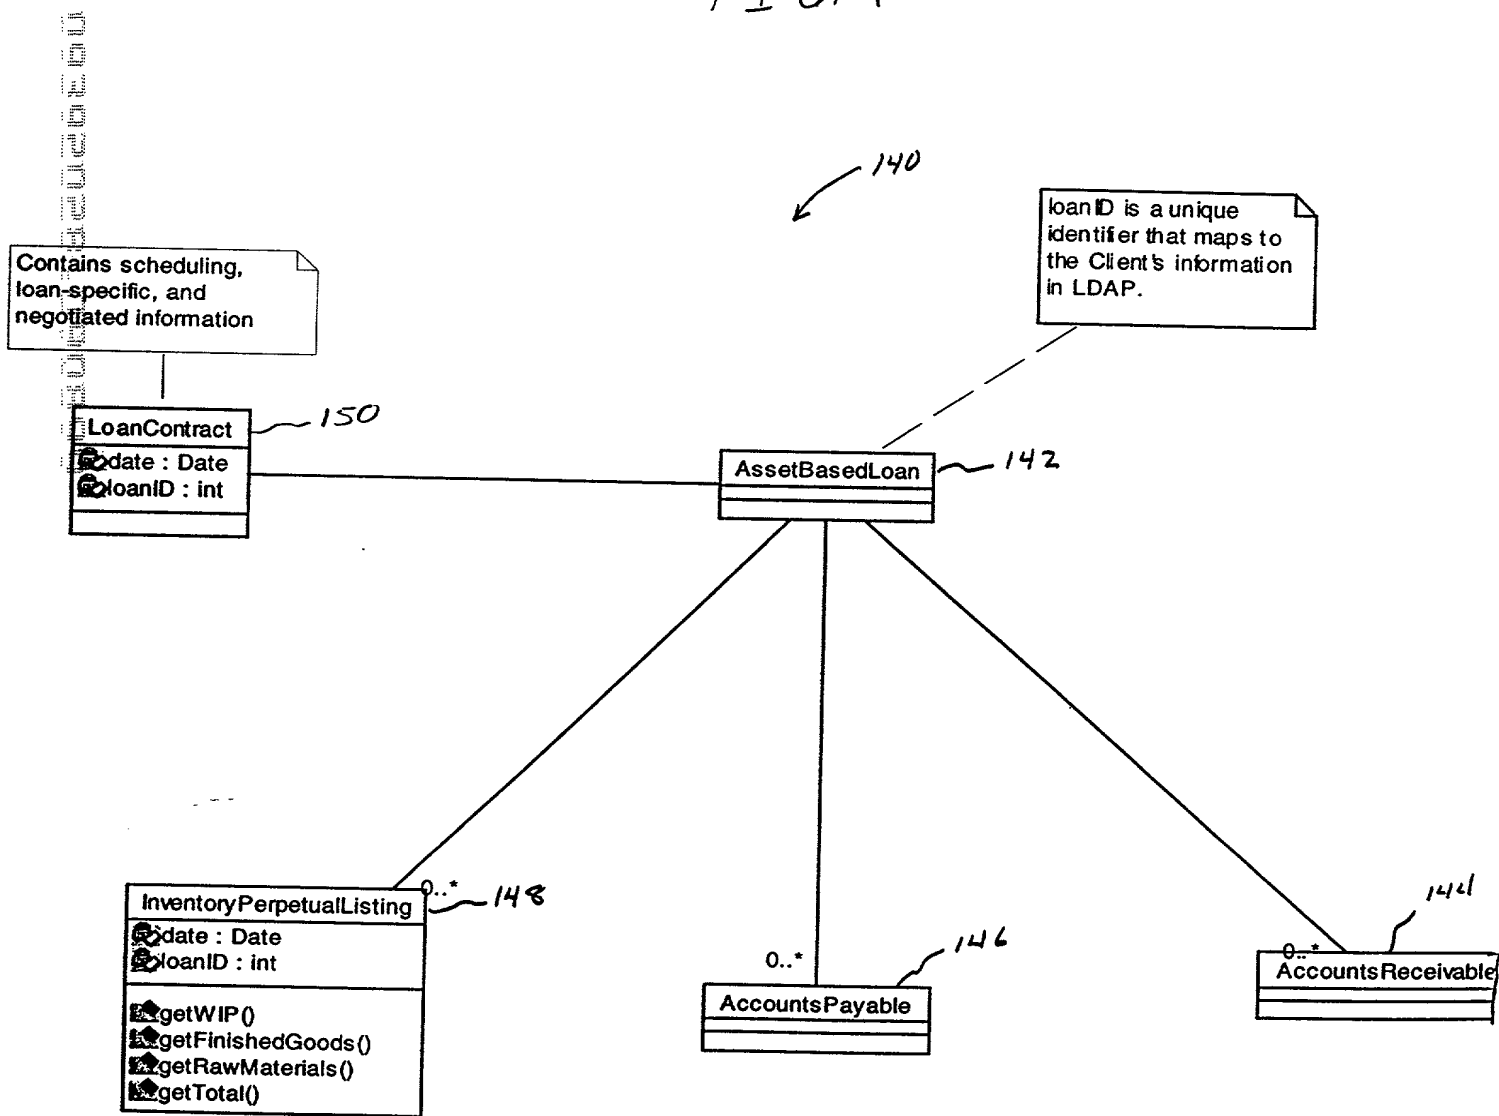 140
loanID is a unique
identifier that maps to
the Client's information
in LDAP.
Contains scheduling,
loan-specific, and
negotiated information
150
LoanContract
date : Date
loanID : int
AssetBasedLoan
142
0..*
148
InventoryPerpetualListing
date : Date
loanID : int
getWIP()
getFinishedGoods()
getRawMaterials()
getTotal()
0..*
146
AccountsPayable
0..*
144
AccountsReceivable